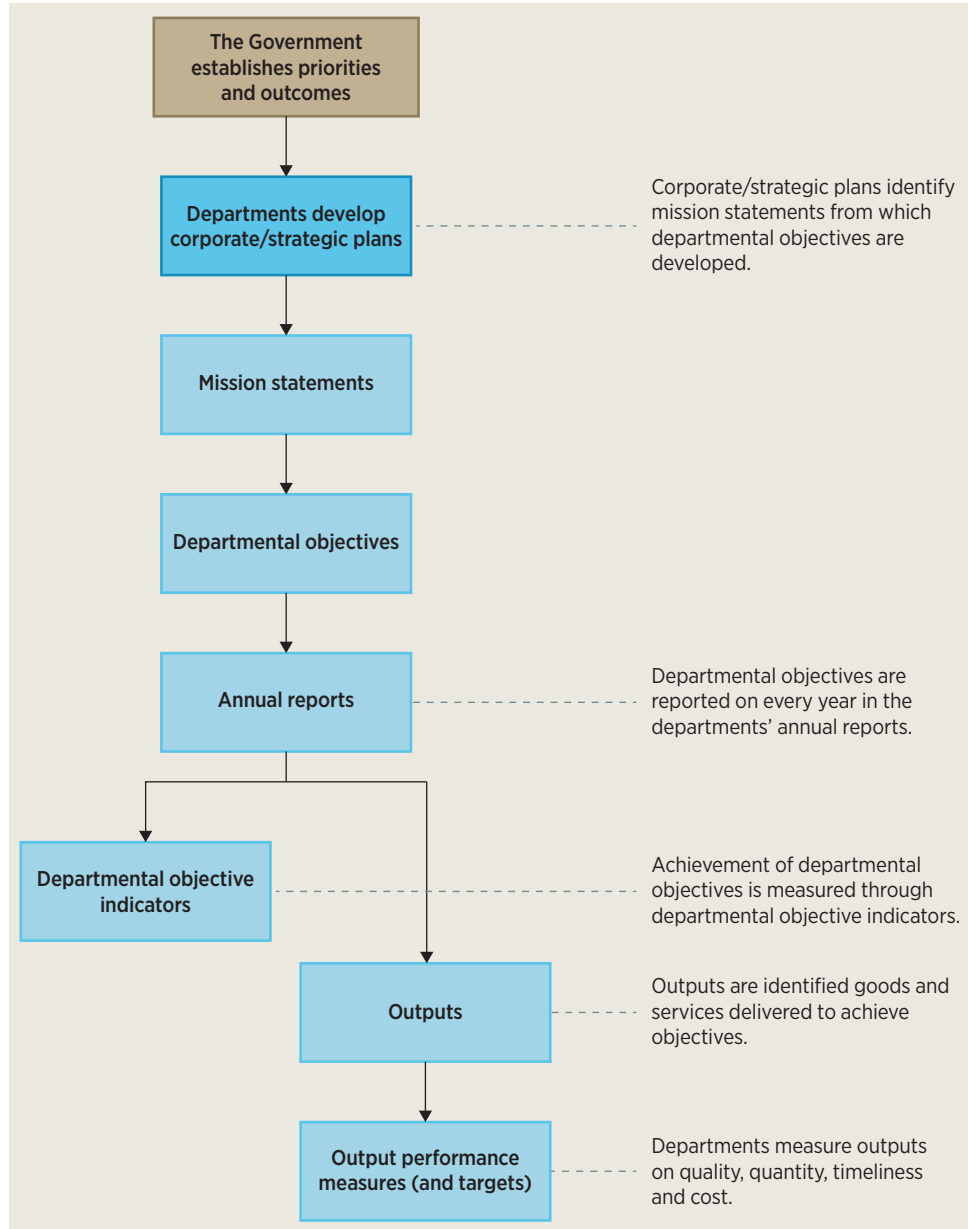 The Government
establishes priorities
and outcomes
Departments develop
corporate/strategic plans
Corporate/strategic plans identify
mission statements from which
departmental objectives are
developed.
Mission statements
Departmental objectives
Annual reports
Departmental objectives are
reported on every year in the
departments’ annual reports.
Departmental objective
indicators
Achievement of departmental
objectives is measured through
departmental objective indicators.
Outputs
Outputs are identified goods and
services delivered to achieve
objectives.
Output performance
measures (and targets)
Departments measure outputs
on quality, quantity, timeliness
and cost.